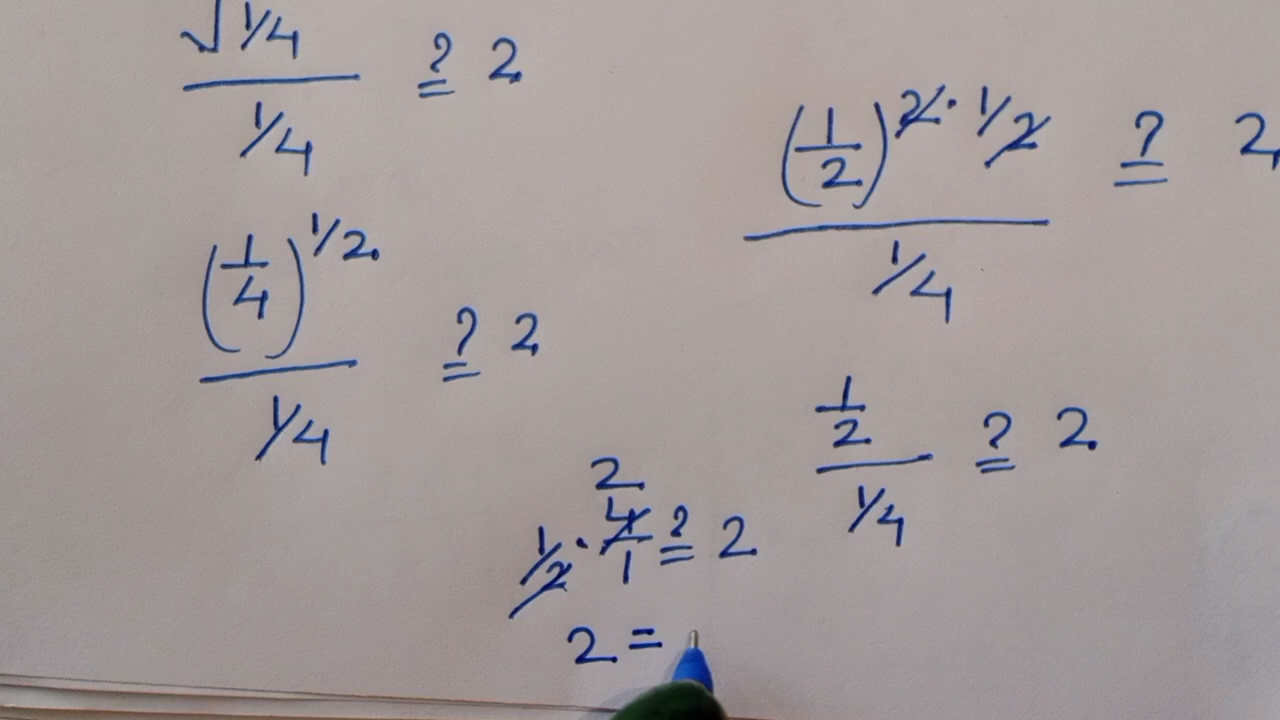 √1/4 / 1/4 ≟ 2
(1/4)^1/2 / 1/4 ≟ 2
(1/2)^2·1/2 / 1/4 ≟ 2
1/2 / 1/4 ≟ 2
2
1/2 · 4/1 ≟ 2
2 =